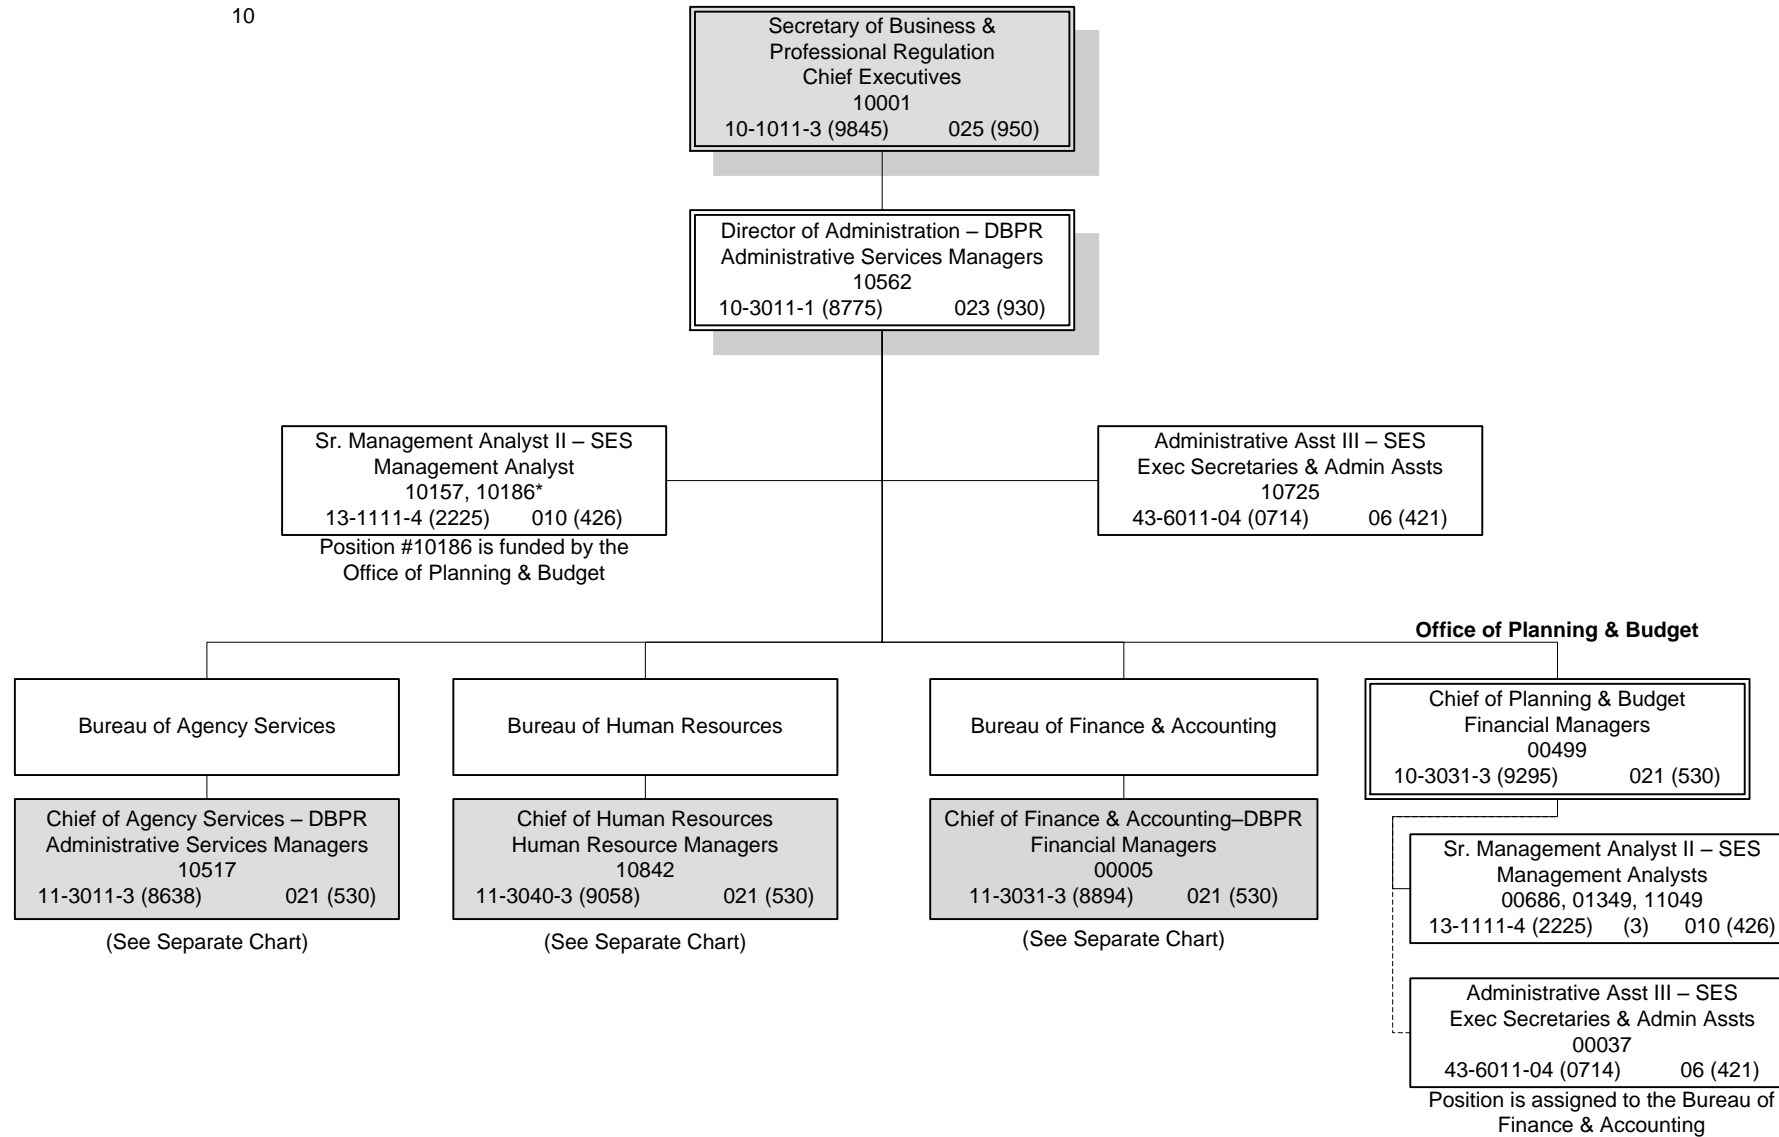 10
Secretary of Business &
Professional Regulation
Chief Executives
10001
10-1011-3 (9845) 025 (950)
Director of Administration – DBPR
Administrative Services Managers
10562
10-3011-1 (8775) 023 (930)
Sr. Management Analyst II – SES
Management Analyst
10157, 10186*
13-1111-4 (2225) 010 (426)
Position #10186 is funded by the
Office of Planning & Budget
Administrative Asst III – SES
Exec Secretaries & Admin Assts
10725
43-6011-04 (0714) 06 (421)
Office of Planning & Budget
Bureau of Agency Services
Chief of Agency Services – DBPR
Administrative Services Managers
10517
11-3011-3 (8638) 021 (530)
(See Separate Chart)
Bureau of Human Resources
Chief of Human Resources
Human Resource Managers
10842
11-3040-3 (9058) 021 (530)
(See Separate Chart)
Bureau of Finance & Accounting
Chief of Finance & Accounting–DBPR
Financial Managers
00005
11-3031-3 (8894) 021 (530)
(See Separate Chart)
Chief of Planning & Budget
Financial Managers
00499
10-3031-3 (9295) 021 (530)
Sr. Management Analyst II – SES
Management Analysts
00686, 01349, 11049
13-1111-4 (2225) (3) 010 (426)
Administrative Asst III – SES
Exec Secretaries & Admin Assts
00037
43-6011-04 (0714) 06 (421)
Position is assigned to the Bureau of
Finance & Accounting